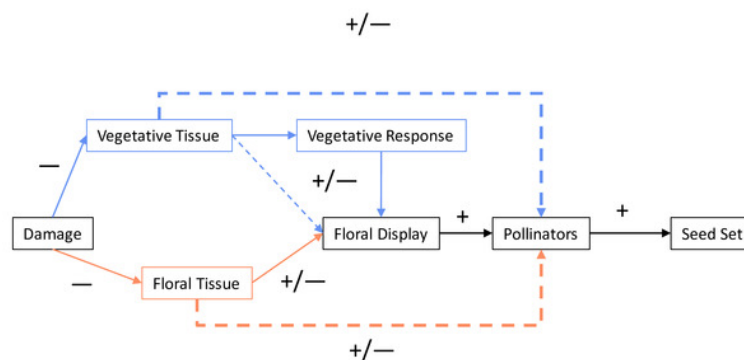 +/—
Vegetative Tissue
Vegetative Response
—
+/—
+
+
Damage
Floral Display
Pollinators
Seed Set
—
Floral Tissue
+/—
+/—